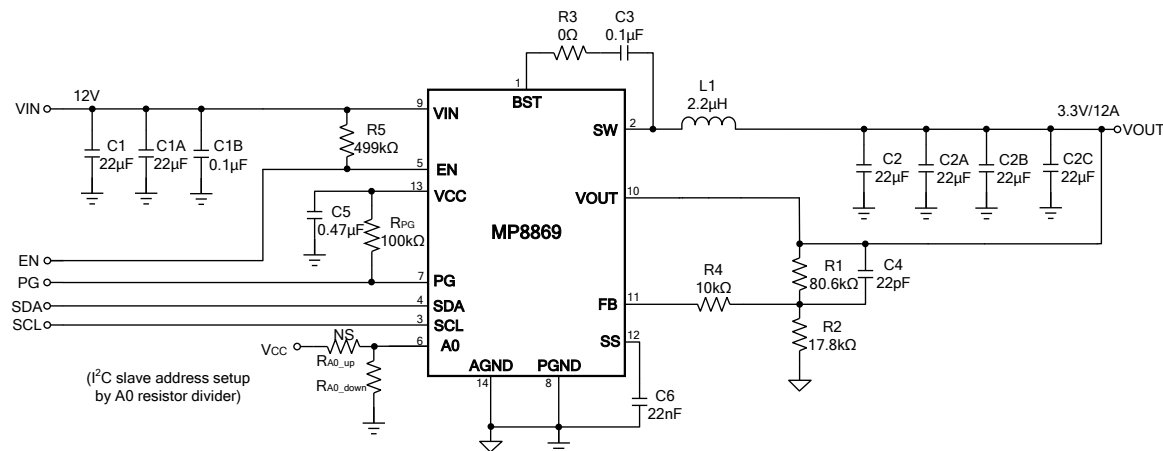 R3
0Ω
C3
0.1µF
1
BST
VIN
12V
9
VIN
C1
22µF
C1A
22µF
C1B
0.1µF
R5
499kΩ
5
EN
13
VCC
C5
0.47µF
RPG
100kΩ
MP8869
SW
2
L1
2.2µH
3.3V/12A
VOUT
C2
22µF
C2A
22µF
C2B
22µF
C2C
22µF
VOUT
10
R1
80.6kΩ
C4
22pF
R4
10kΩ
FB
11
R2
17.8kΩ
SS
12
C6
22nF
EN
PG
7
PG
SDA
4
SDA
SCL
3
SCL
VCC
NS
6
A0
RA0_up
RA0_down
(I²C slave address setup
by A0 resistor divider)
AGND
14
PGND
8